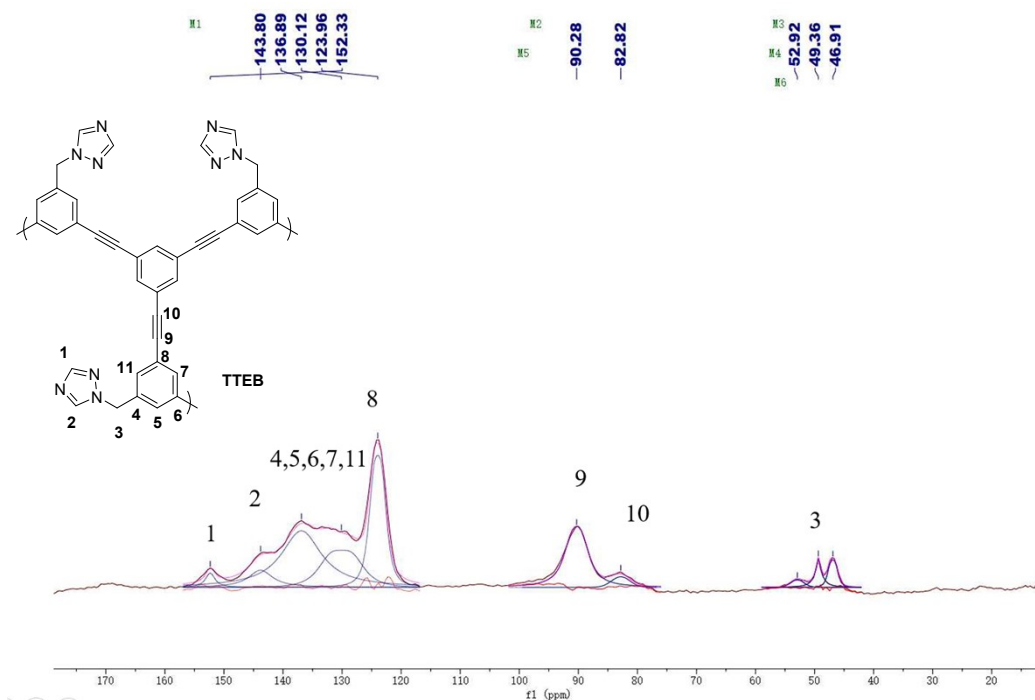 M1
143.80
136.89
130.12
123.96
152.33
M2
M5
90.28
82.82
M3
M4
M6
52.92
49.36
46.91
N
N
N
N
N
N
10
9
8
11
7
1
N
N
N
2
3
4
5
6
TTEB
1
2
4,5,6,7,11
8
9
10
3
170
160
150
140
130
120
110
100
90
80
70
60
50
40
30
20
f1 (ppm)